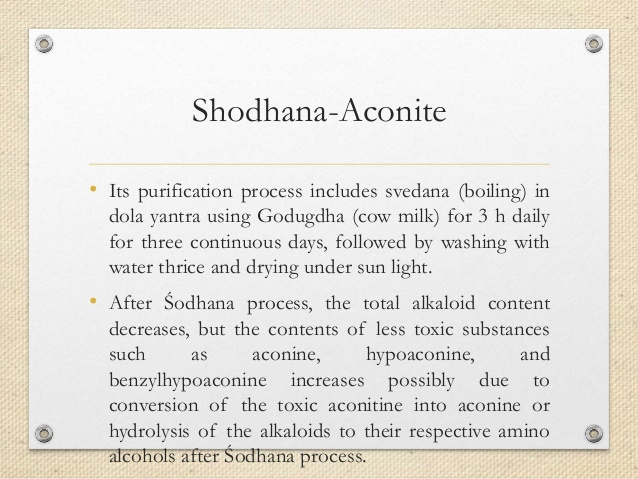 Shodhana-Aconite
• Its purification process includes svedana (boiling) in
dola yantra using Godugdha (cow milk) for 3 h daily
for three continuous days, followed by washing with
water thrice and drying under sun light.
• After Śodhana process, the total alkaloid content
decreases, but the contents of less toxic substances
such as aconine, hypoaconine, and
benzylhypoaconine increases possibly due to
conversion of the toxic aconitine into aconine or
hydrolysis of the alkaloids to their respective amino
alcohols after Śodhana process.